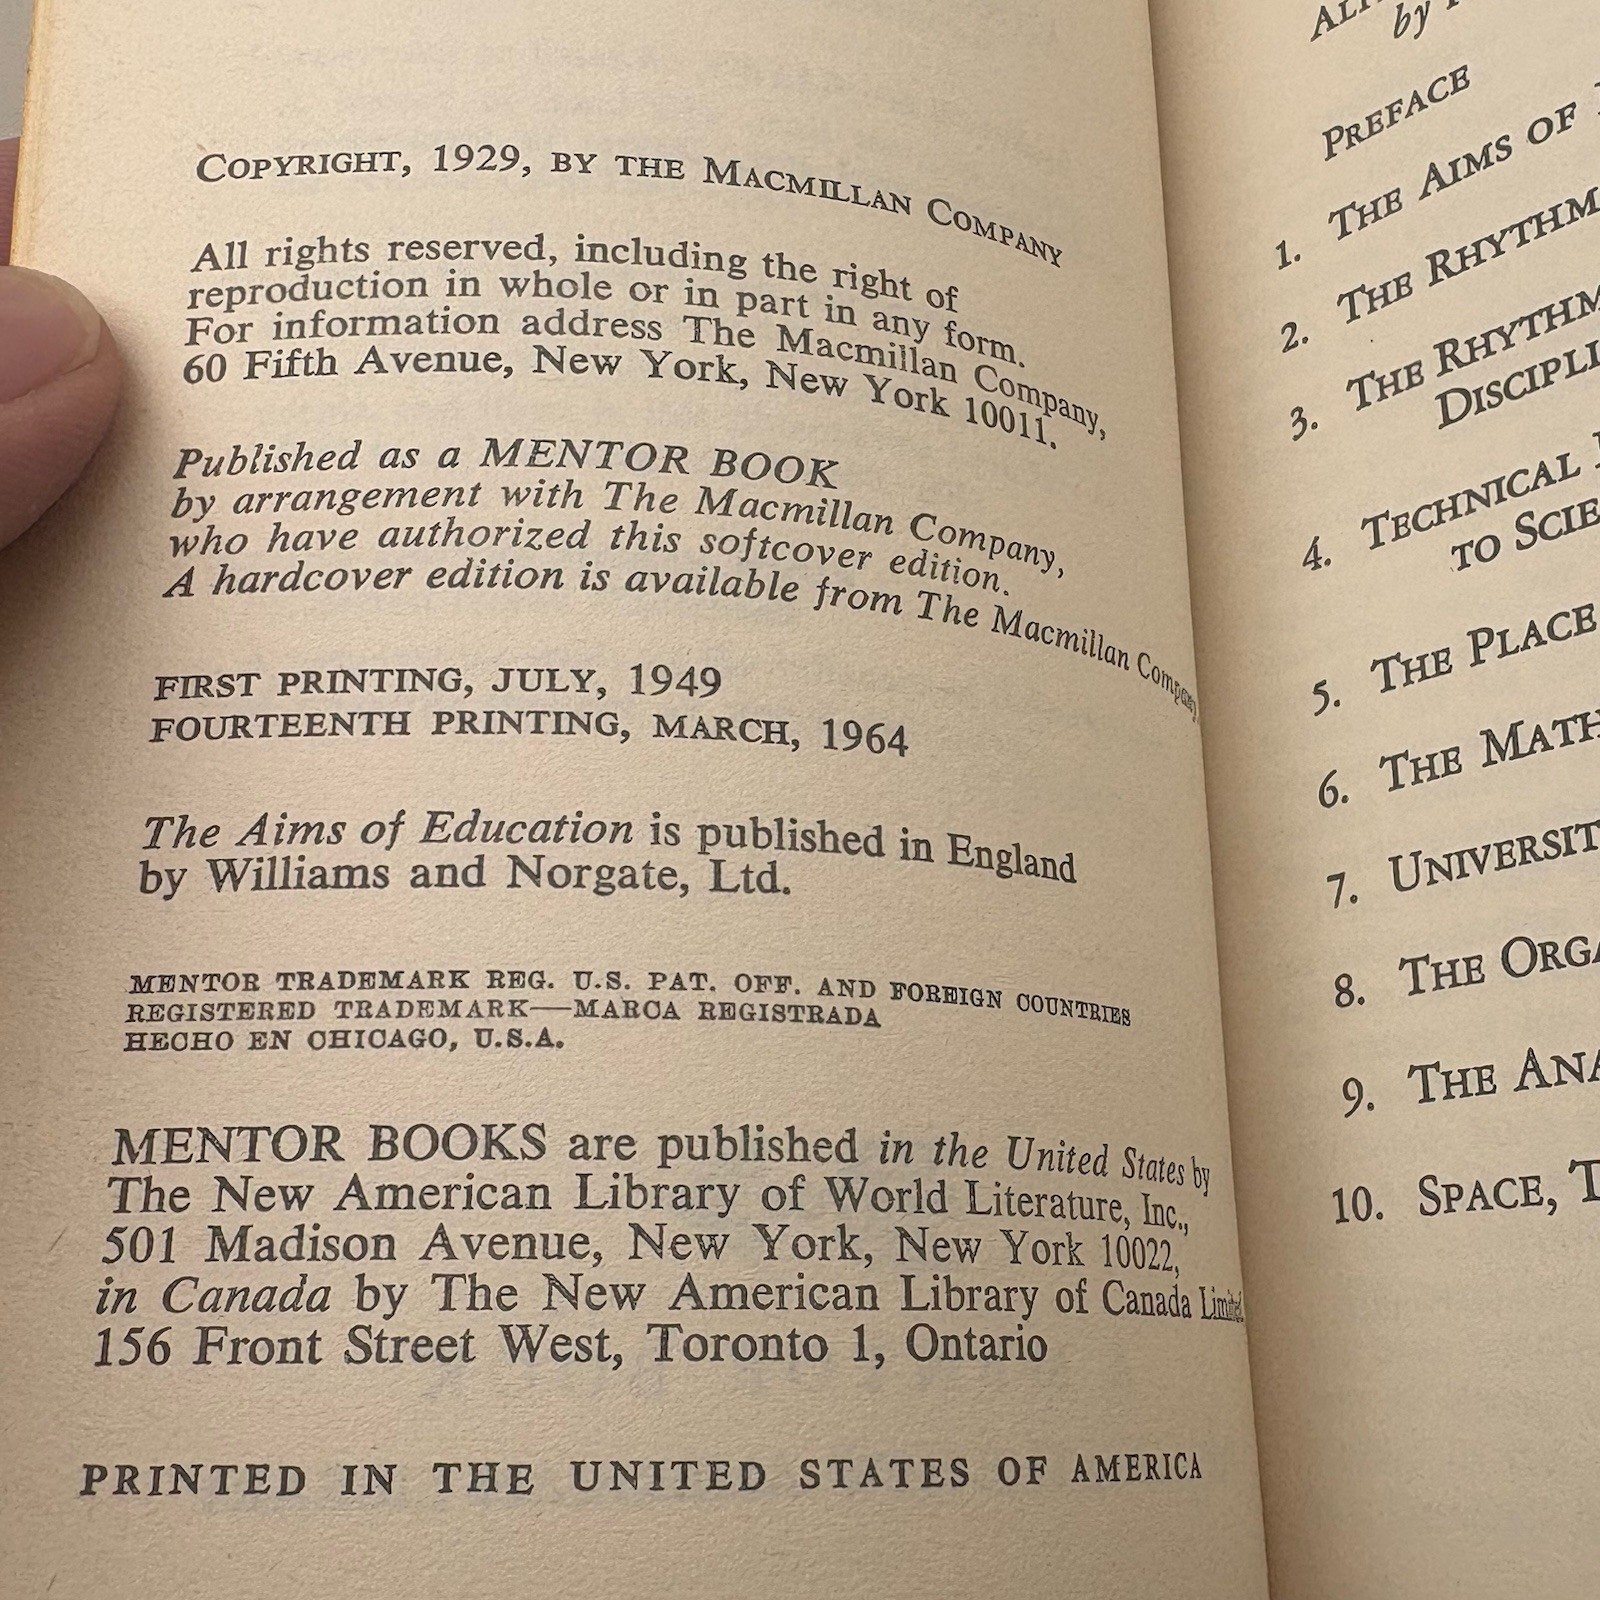 COPYRIGHT, 1929, BY THE MACMILLAN COMPANY
All rights reserved, including the right of
reproduction in whole or in part in any form.
For information address The Macmillan Company,
60 Fifth Avenue, New York, New York 10011.
Published as a MENTOR BOOK
by arrangement with The Macmillan Company,
who have authorized this softcover edition.
A hardcover edition is available from The Macmillan Company
FIRST PRINTING, JULY, 1949
FOURTEENTH PRINTING, MARCH, 1964
The Aims of Education is published in England
by Williams and Norgate, Ltd.
MENTOR TRADEMARK REG. U.S. PAT. OFF. AND FOREIGN COUNTRIES
REGISTERED TRADEMARK—MARCA REGISTRADA
HECHO EN CHICAGO, U.S.A.
MENTOR BOOKS are published in the United States by
The New American Library of World Literature, Inc.,
501 Madison Avenue, New York, New York 10022,
in Canada by The New American Library of Canada Limited
156 Front Street West, Toronto 1, Ontario
PRINTED IN THE UNITED STATES OF AMERICA
by
PREFACE
1. THE AIMS OF
2. THE RHYTHM
3. THE RHYTHM
DISCIPLI
4. TECHNICAL
TO SCIE
5. THE PLACE
6. THE MATH
7. UNIVERSIT
8. THE ORGA
9. THE ANA
10. SPACE, T